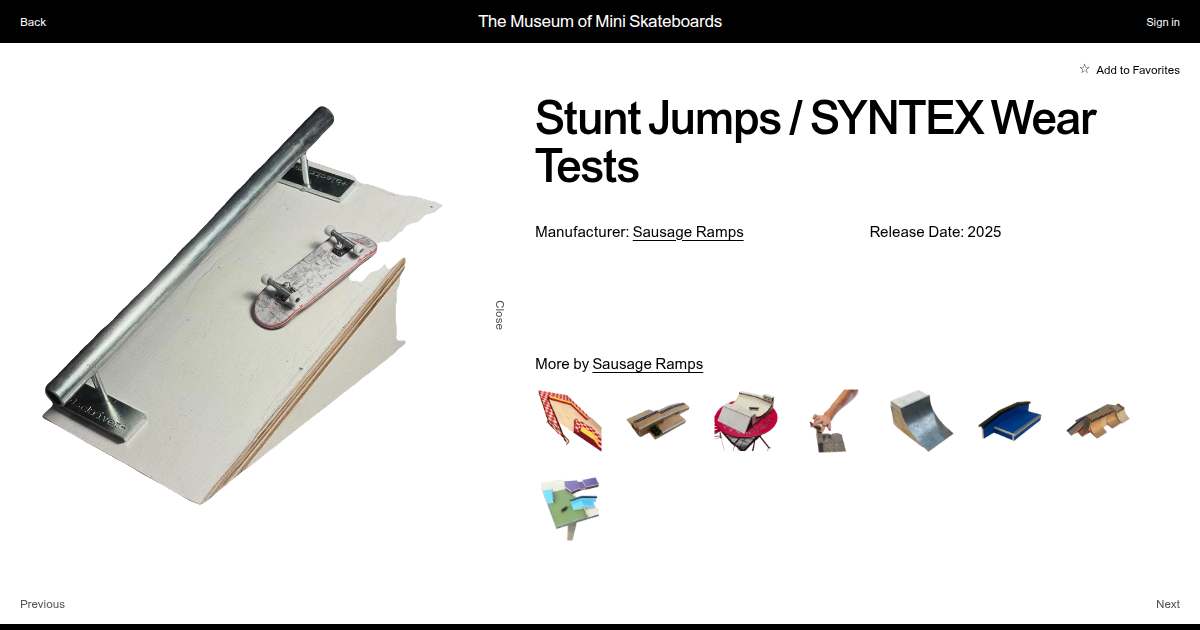 Back
The Museum of Mini Skateboards
Sign in
☆ Add to Favorites
Stunt Jumps / SYNTEX Wear
Tests
Manufacturer: Sausage Ramps
Release Date: 2025
Close
More by Sausage Ramps
Previous
Next